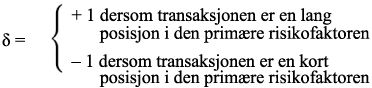 δ =
+ 1 dersom transaksjonen er en lang
posisjon i den primære risikofaktoren
– 1 dersom transaksjonen er en kort
posisjon i den primære risikofaktoren